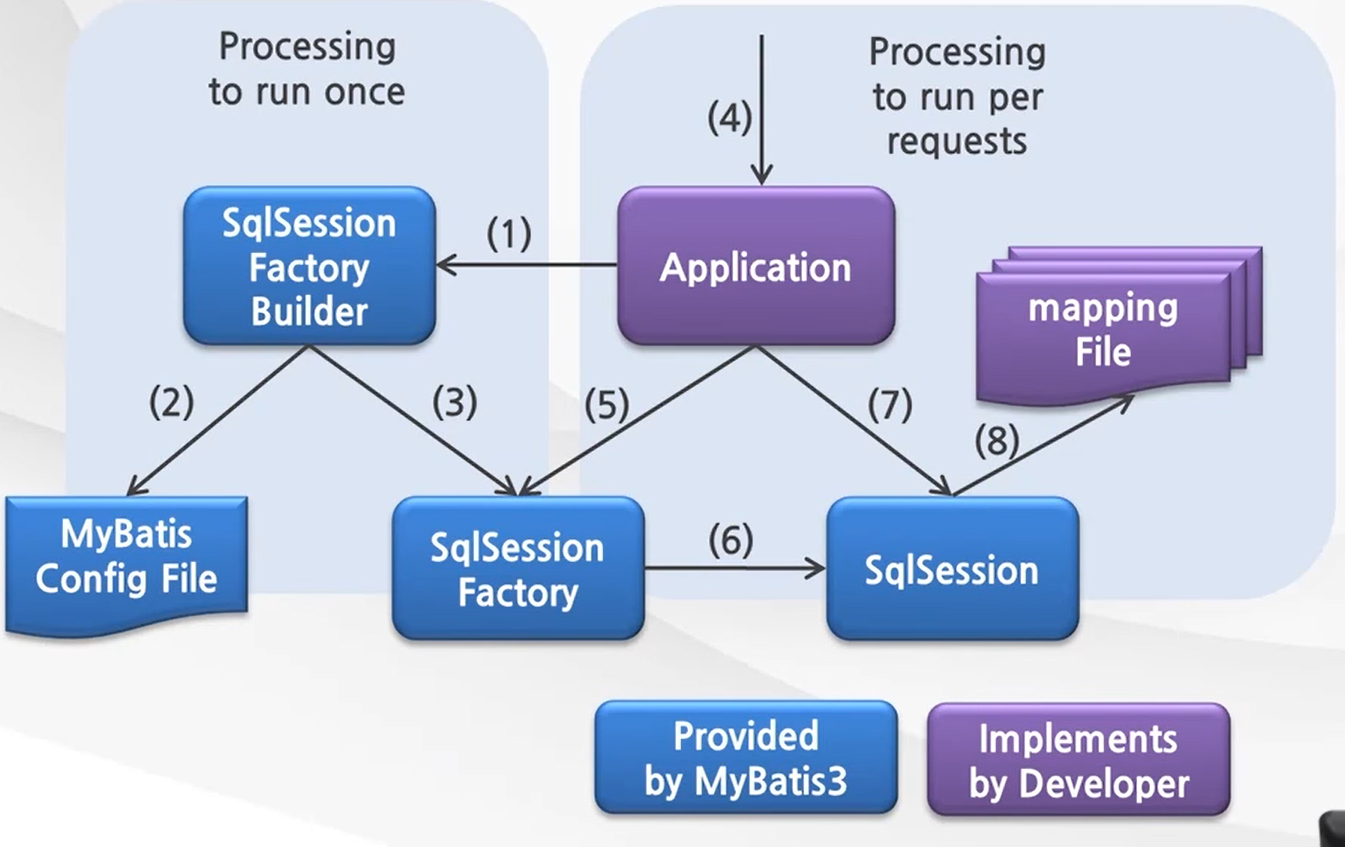 Processing
to run once
Processing
to run per
requests
(4)
SqlSession
Factory
Builder
(1)
Application
mapping
File
(2)
(3)
(5)
(7)
(8)
MyBatis
Config File
SqlSession
Factory
(6)
SqlSession
Provided
by MyBatis3
Implements
by Developer